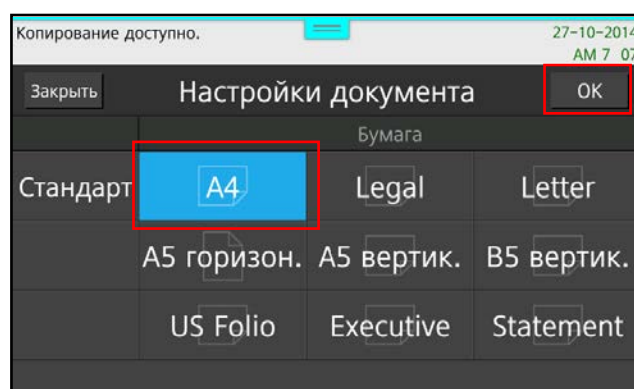 Копирование доступно. 27-10-2014
AM 7 07
Закрыть Настройки документа OK
Бумага
Стандарт A4 Legal Letter
A5 горизон. A5 вертик. B5 вертик.
US Folio Executive Statement